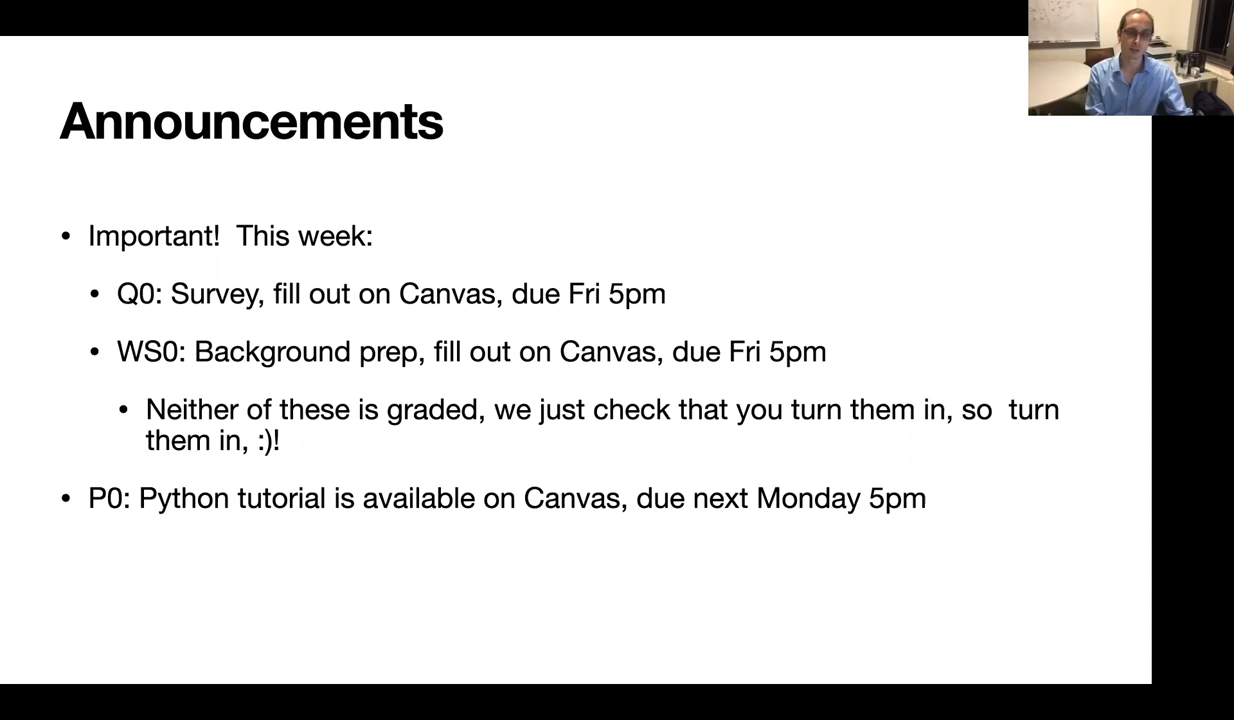 Announcements
• Important!  This week:
• Q0: Survey, fill out on Canvas, due Fri 5pm
• WS0: Background prep, fill out on Canvas, due Fri 5pm
• Neither of these is graded, we just check that you turn them in, so  turn
them in, :)!
• P0: Python tutorial is available on Canvas, due next Monday 5pm